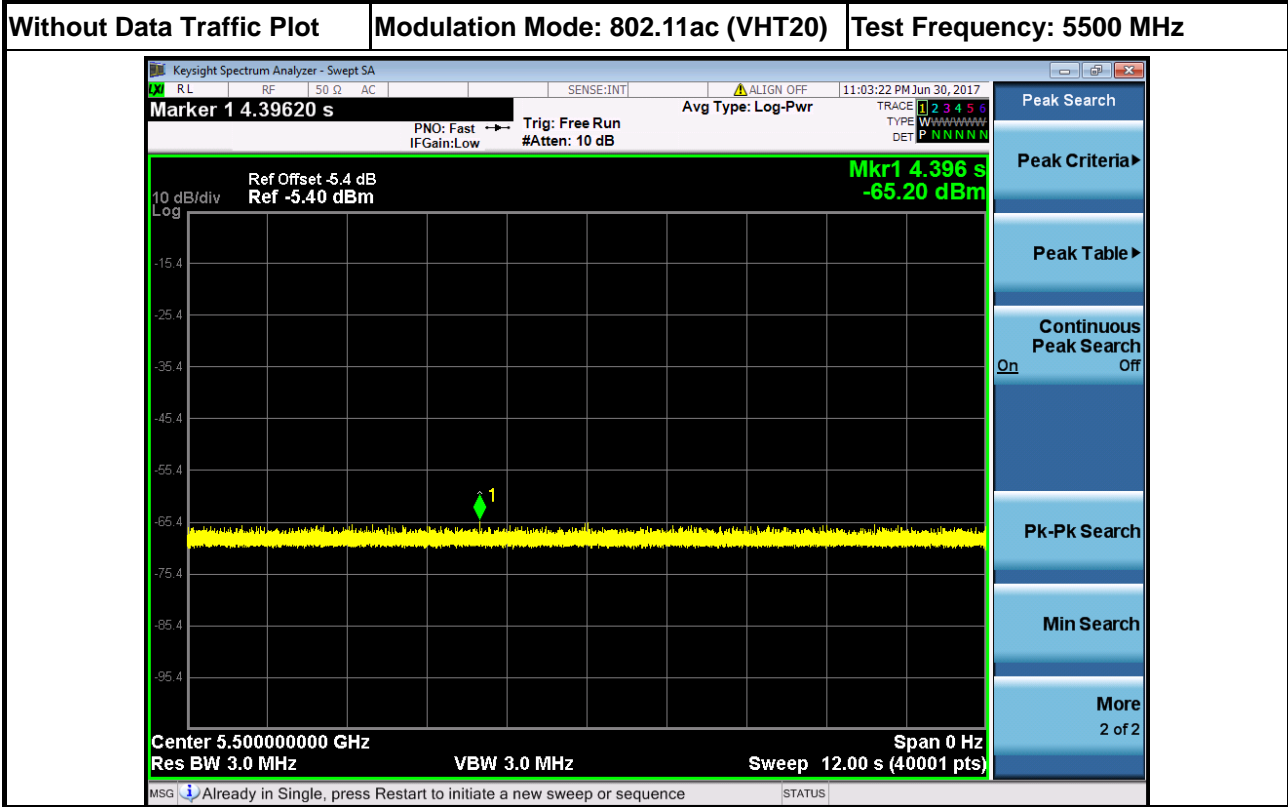 Without Data Traffic Plot Modulation Mode: 802.11ac (VHT20) Test Frequency: 5500 MHz
Keysight Spectrum Analyzer - Swept SA
LXI RL RF 50 Ω AC SENSE:INT ALIGN OFF 11:03:22 PM Jun 30, 2017
Marker 1 4.39620 s
PNO: Fast
IFGain:Low
Trig: Free Run
#Atten: 10 dB
Avg Type: Log-Pwr
TRACE 1 2 3 4 5 6
TYPE W WWWWW
DET P N N N N N
Mkr1 4.396 s
-65.20 dBm
Ref Offset -5.4 dB
10 dB/div Ref -5.40 dBm
Log
-15.4
-25.4
-35.4
-45.4
-55.4
1
-65.4
-75.4
-85.4
-95.4
Center 5.500000000 GHz Span 0 Hz
Res BW 3.0 MHz VBW 3.0 MHz Sweep 12.00 s (40001 pts)
MSG Already in Single, press Restart to initiate a new sweep or sequence STATUS
Peak Search
Peak Criteria
Peak Table
Continuous
Peak Search
On Off
Pk-Pk Search
Min Search
More
2 of 2